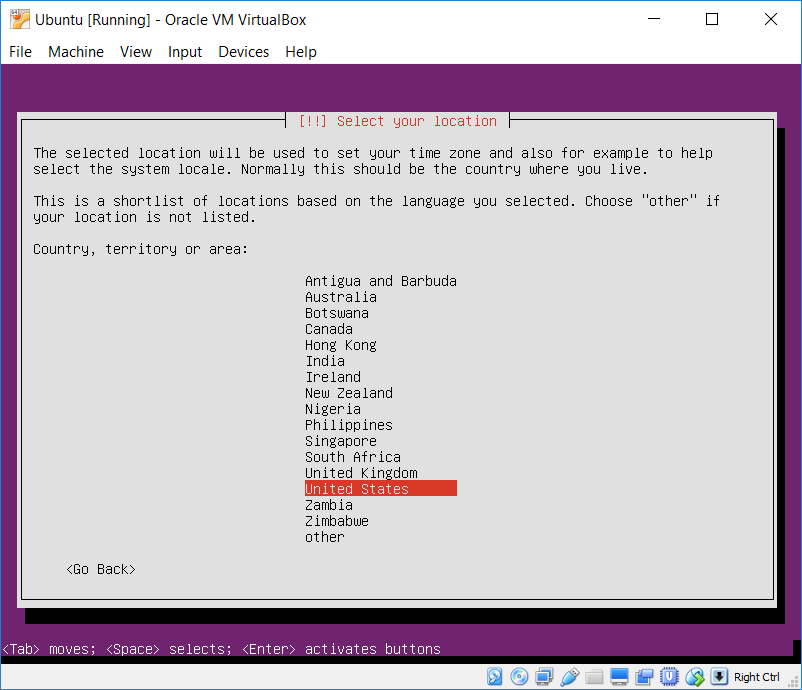 Ubuntu [Running] - Oracle VM VirtualBox
File Machine View Input Devices Help
[!!] Select your location
The selected location will be used to set your time zone and also for example to help
select the system locale. Normally this should be the country where you live.
This is a shortlist of locations based on the language you selected. Choose "other" if
your location is not listed.
Country, territory or area:
Antigua and Barbuda
Australia
Botswana
Canada
Hong Kong
India
Ireland
New Zealand
Nigeria
Philippines
Singapore
South Africa
United Kingdom
United States
Zambia
Zimbabwe
other
<Go Back>
<Tab> moves; <Space> selects; <Enter> activates buttons
Right Ctrl